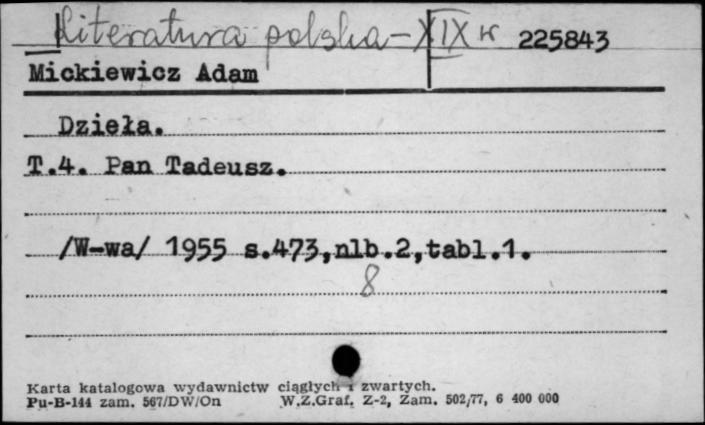 Literatura polska - XIX w 225843
Mickiewicz Adam
Dzieła.
T.4. Pan Tadeusz.
/W-wa/ 1955 s.473,nlb.2,tabl.1.
8
Karta katalogowa wydawnictw ciągłych i zwartych.
Pu-B-144 zam. 567/DW/On W.Z.Graf. Z-2, Zam. 502/77, 6 400 000